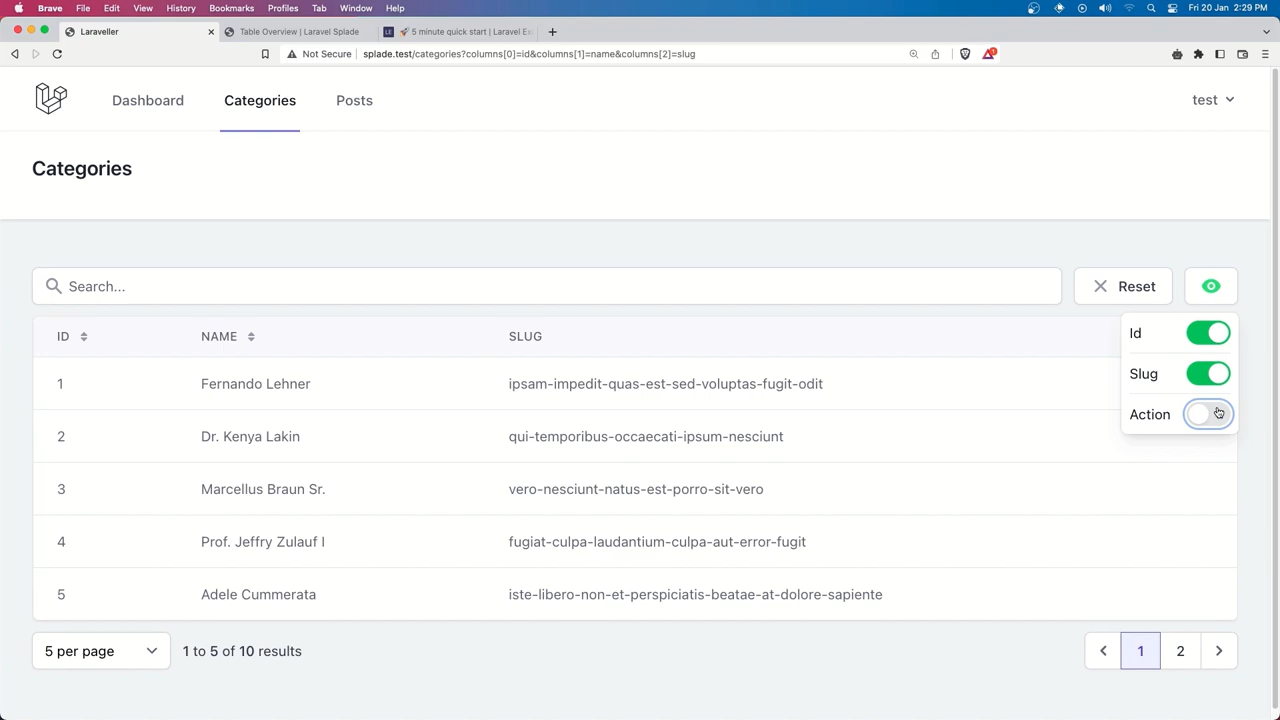 Brave File Edit View History Bookmarks Profiles Tab Window Help Fri 20 Jan 2:29 PM
Laraveller Table Overview | Laravel Splade LE 🚀 5 minute quick start | Laravel Ex
Not Secure splade.test/categories?columns[0]=id&columns[1]=name&columns[2]=slug
Dashboard Categories Posts test
Categories
Search... Reset
ID NAME SLUG
Id
Slug
Action
1 Fernando Lehner ipsam-impedit-quas-est-sed-voluptas-fugit-odit
2 Dr. Kenya Lakin qui-temporibus-occaecati-ipsum-nesciunt
3 Marcellus Braun Sr. vero-nesciunt-natus-est-porro-sit-vero
4 Prof. Jeffry Zulauf I fugiat-culpa-laudantium-culpa-aut-error-fugit
5 Adele Cummerata iste-libero-non-et-perspiciatis-beatae-at-dolore-sapiente
5 per page 1 to 5 of 10 results 1 2